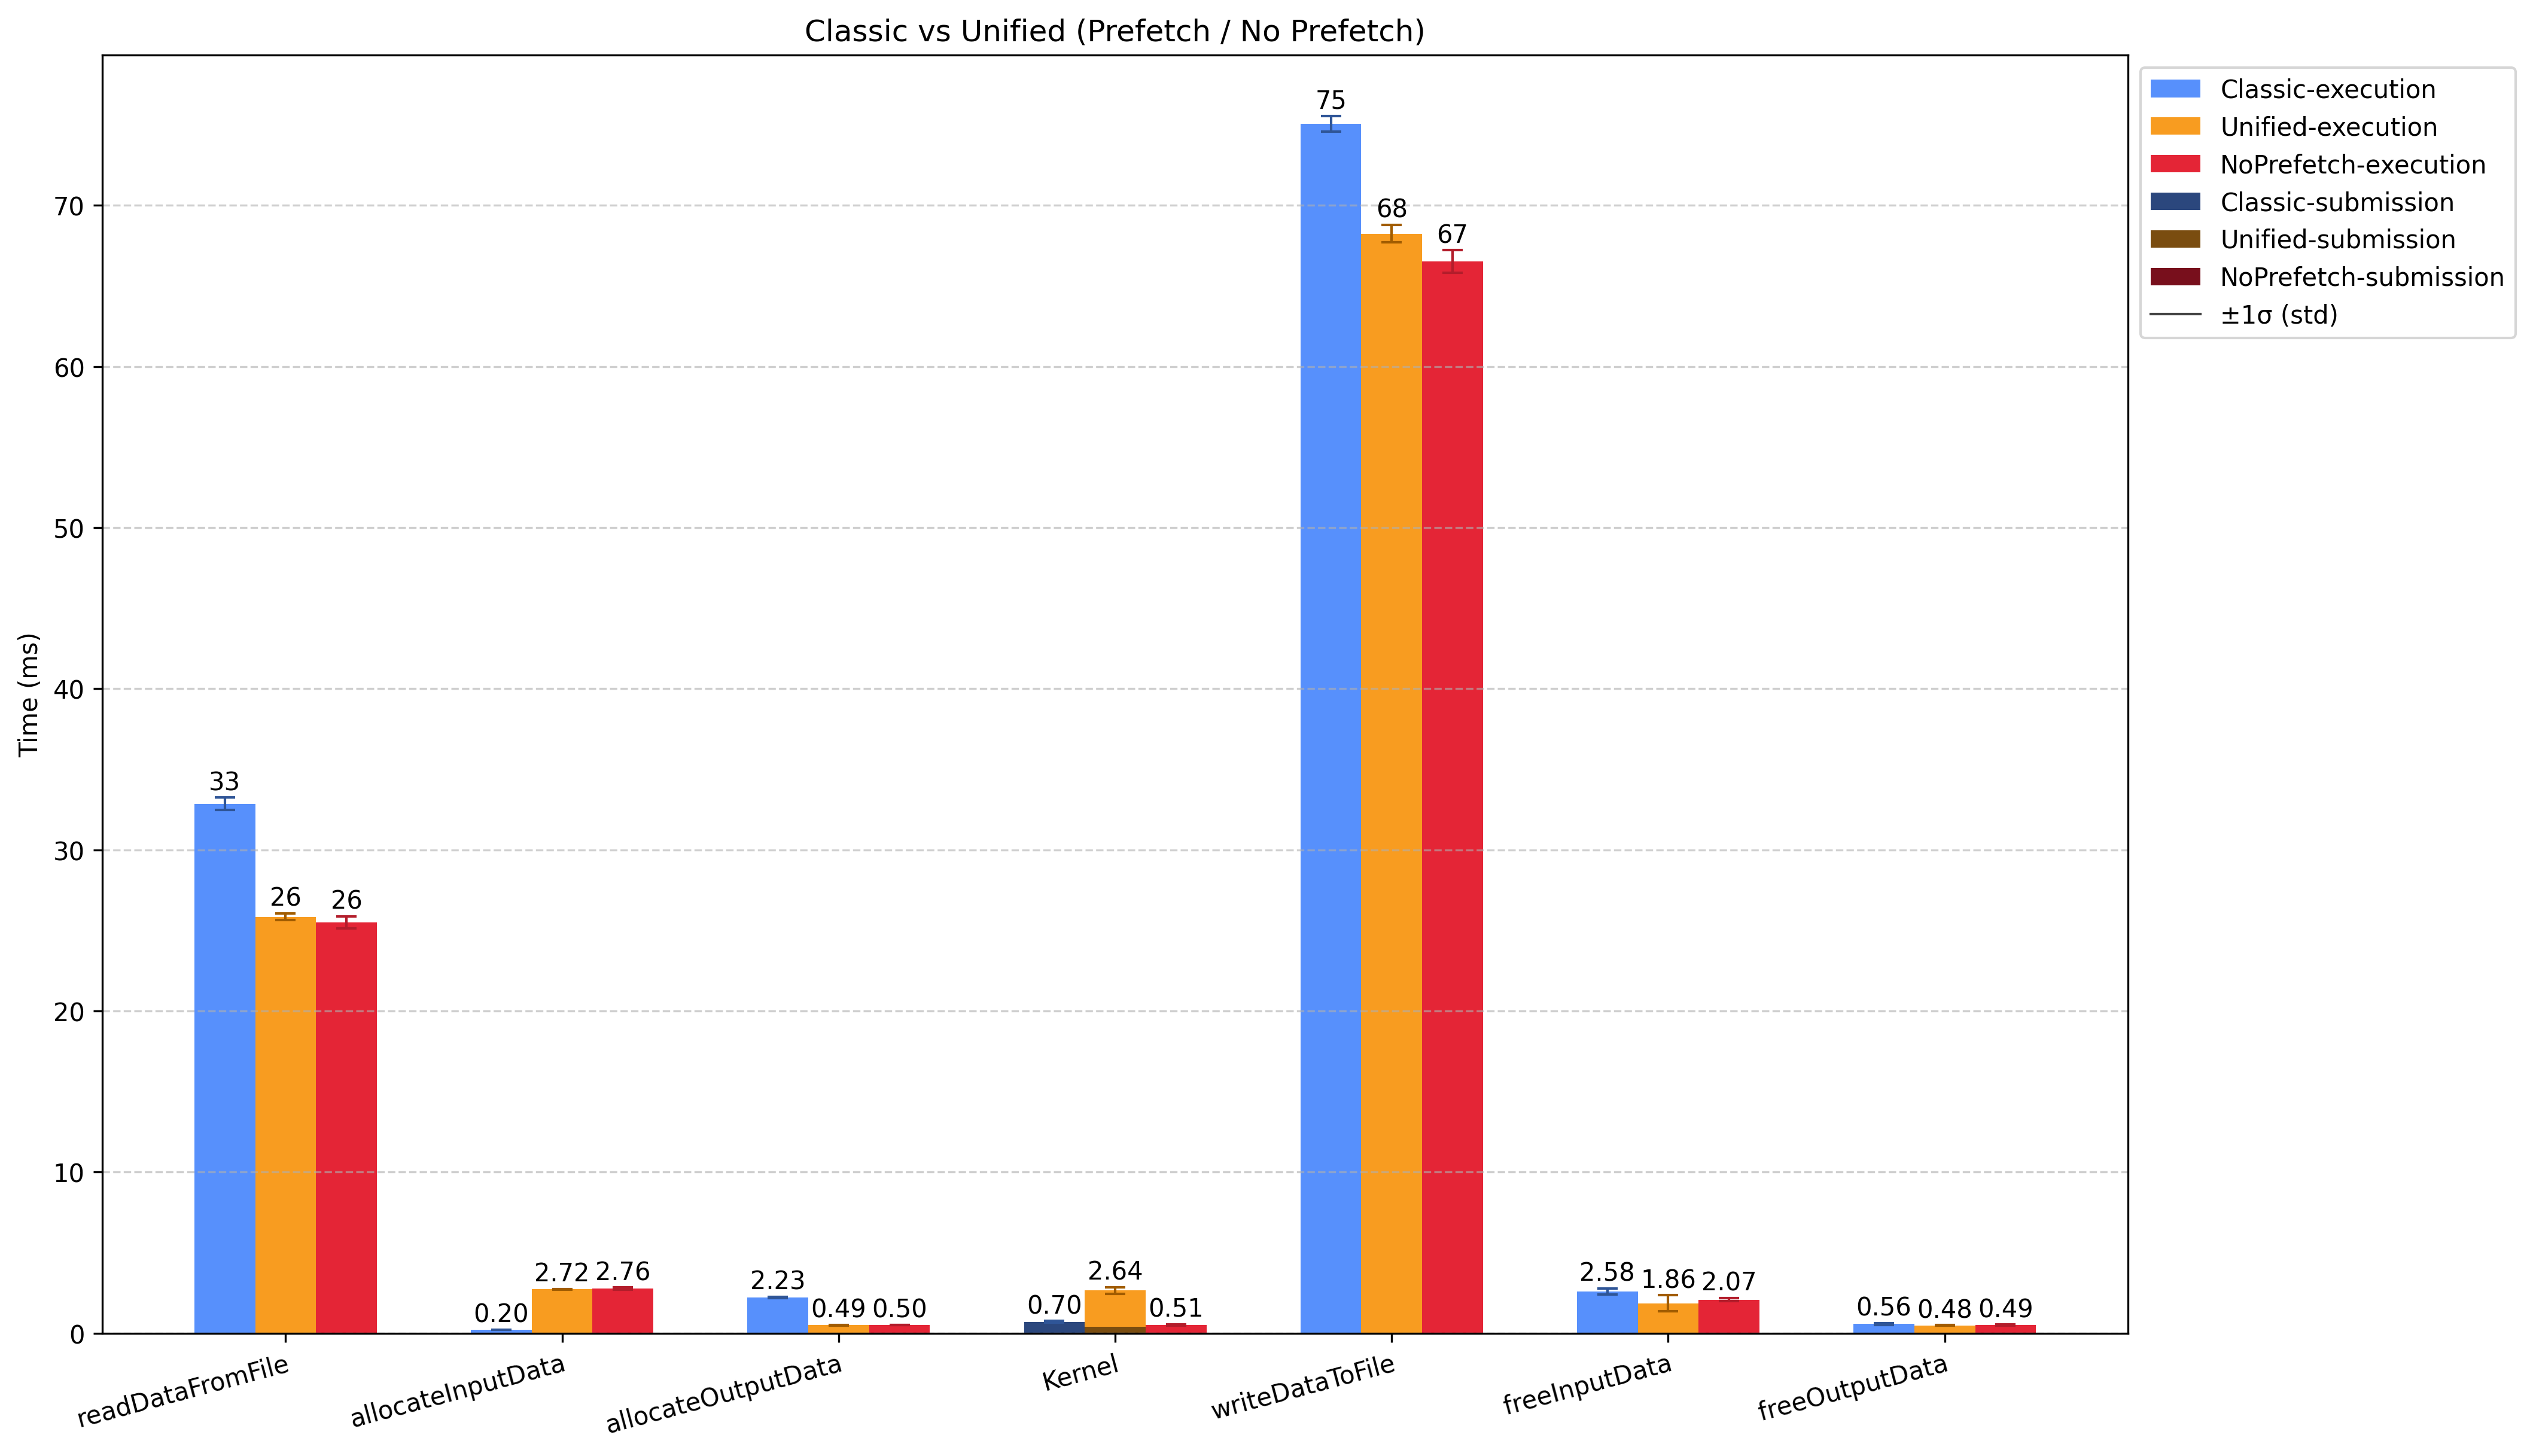 Classic vs Unified (Prefetch / No Prefetch)
Time (ms)
70
60
50
40
30
20
10
0
33
26
26
0.20
2.72
2.76
2.23
0.49
0.50
0.70
2.64
0.51
75
68
67
2.58
1.86
2.07
0.56
0.48
0.49
readDataFromFile
allocateInputData
allocateOutputData
Kernel
writeDataToFile
freeInputData
freeOutputData
Classic-execution
Unified-execution
NoPrefetch-execution
Classic-submission
Unified-submission
NoPrefetch-submission
±1σ (std)